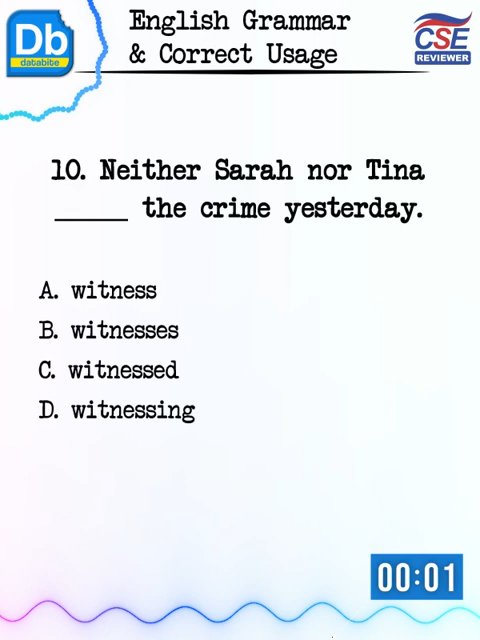 Db
databite
English Grammar
& Correct Usage
CSE
REVIEWER
10. Neither Sarah nor Tina
_____ the crime yesterday.
A. witness
B. witnesses
C. witnessed
D. witnessing
00:01